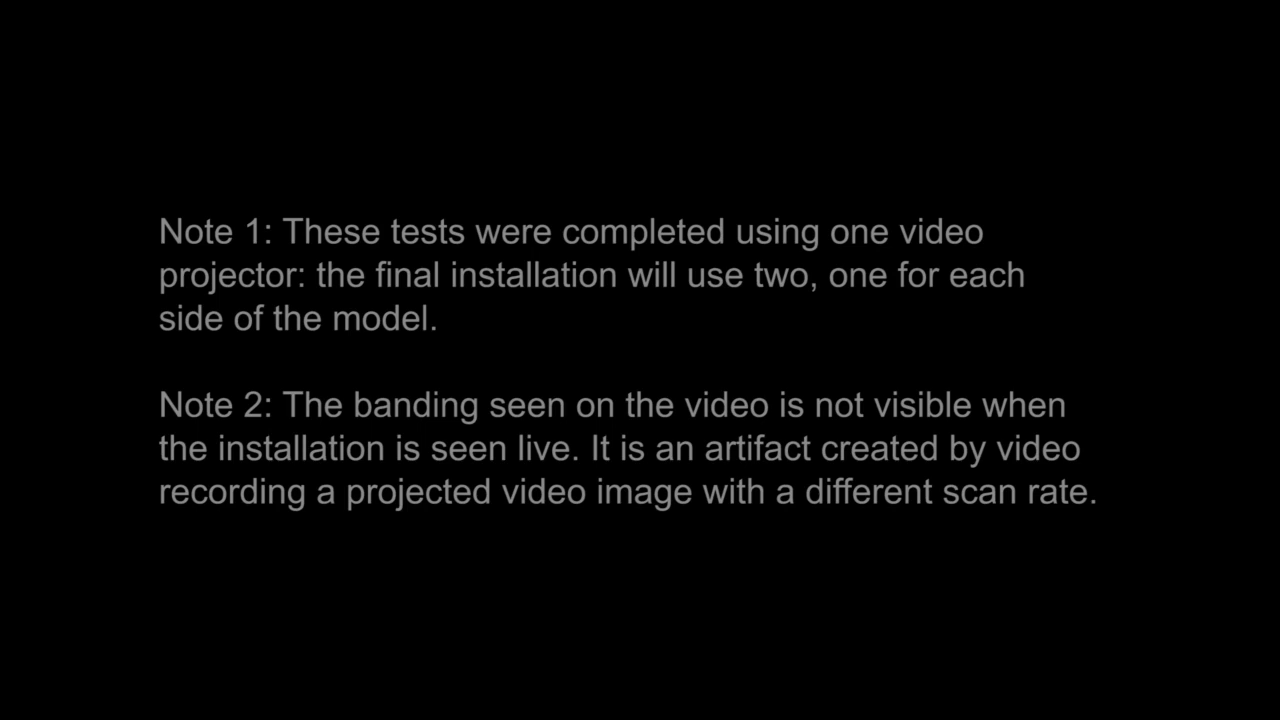 Note 1: These tests were completed using one video
projector: the final installation will use two, one for each
side of the model.
Note 2: The banding seen on the video is not visible when
the installation is seen live. It is an artifact created by video
recording a projected video image with a different scan rate.